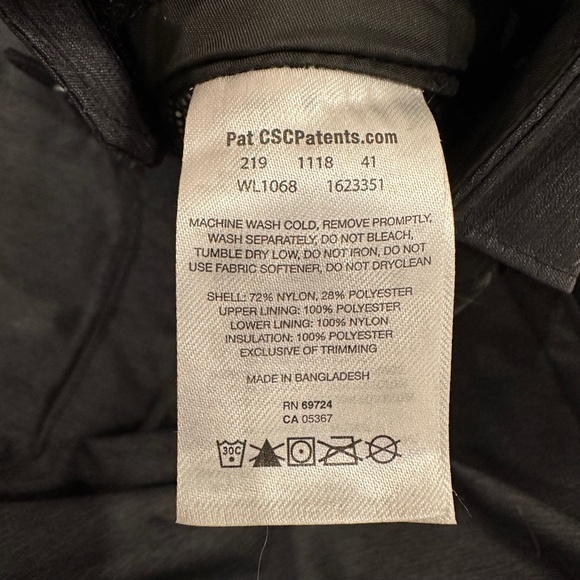 Pat CSCPatents.com
219 1118 41
WL1068 1623351
MACHINE WASH COLD, REMOVE PROMPTLY,
WASH SEPARATELY, DO NOT BLEACH,
TUMBLE DRY LOW, DO NOT IRON, DO NOT
USE FABRIC SOFTENER, DO NOT DRYCLEAN
SHELL: 72% NYLON, 28% POLYESTER
UPPER LINING: 100% POLYESTER
LOWER LINING: 100% NYLON
INSULATION: 100% POLYESTER
EXCLUSIVE OF TRIMMING
MADE IN BANGLADESH
RN 69724
CA 05367
30C